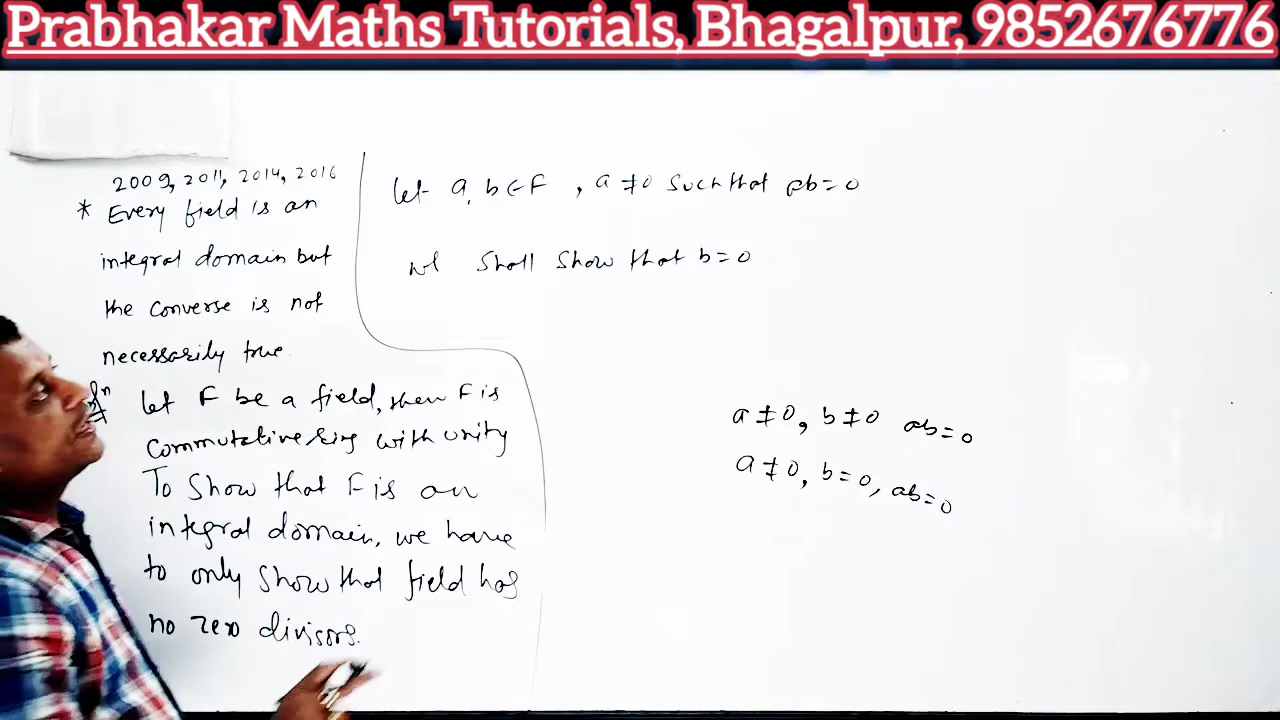 Prabhakar Maths Tutorials, Bhagalpur, 9852676776
2009, 2011, 2014, 2016
* Every field is an
integral domain but
the converse is not
necessarily true.
Let F be a field, then F is
commutative ring with unity
To show that F is an
integral domain, we have
to only show that field has
no zero divisors.
Let a, b ∈ F, a ≠ 0 such that ab = 0
we shall show that b = 0
a ≠ 0, b ≠ 0 ab = 0
a ≠ 0, b = 0, ab = 0